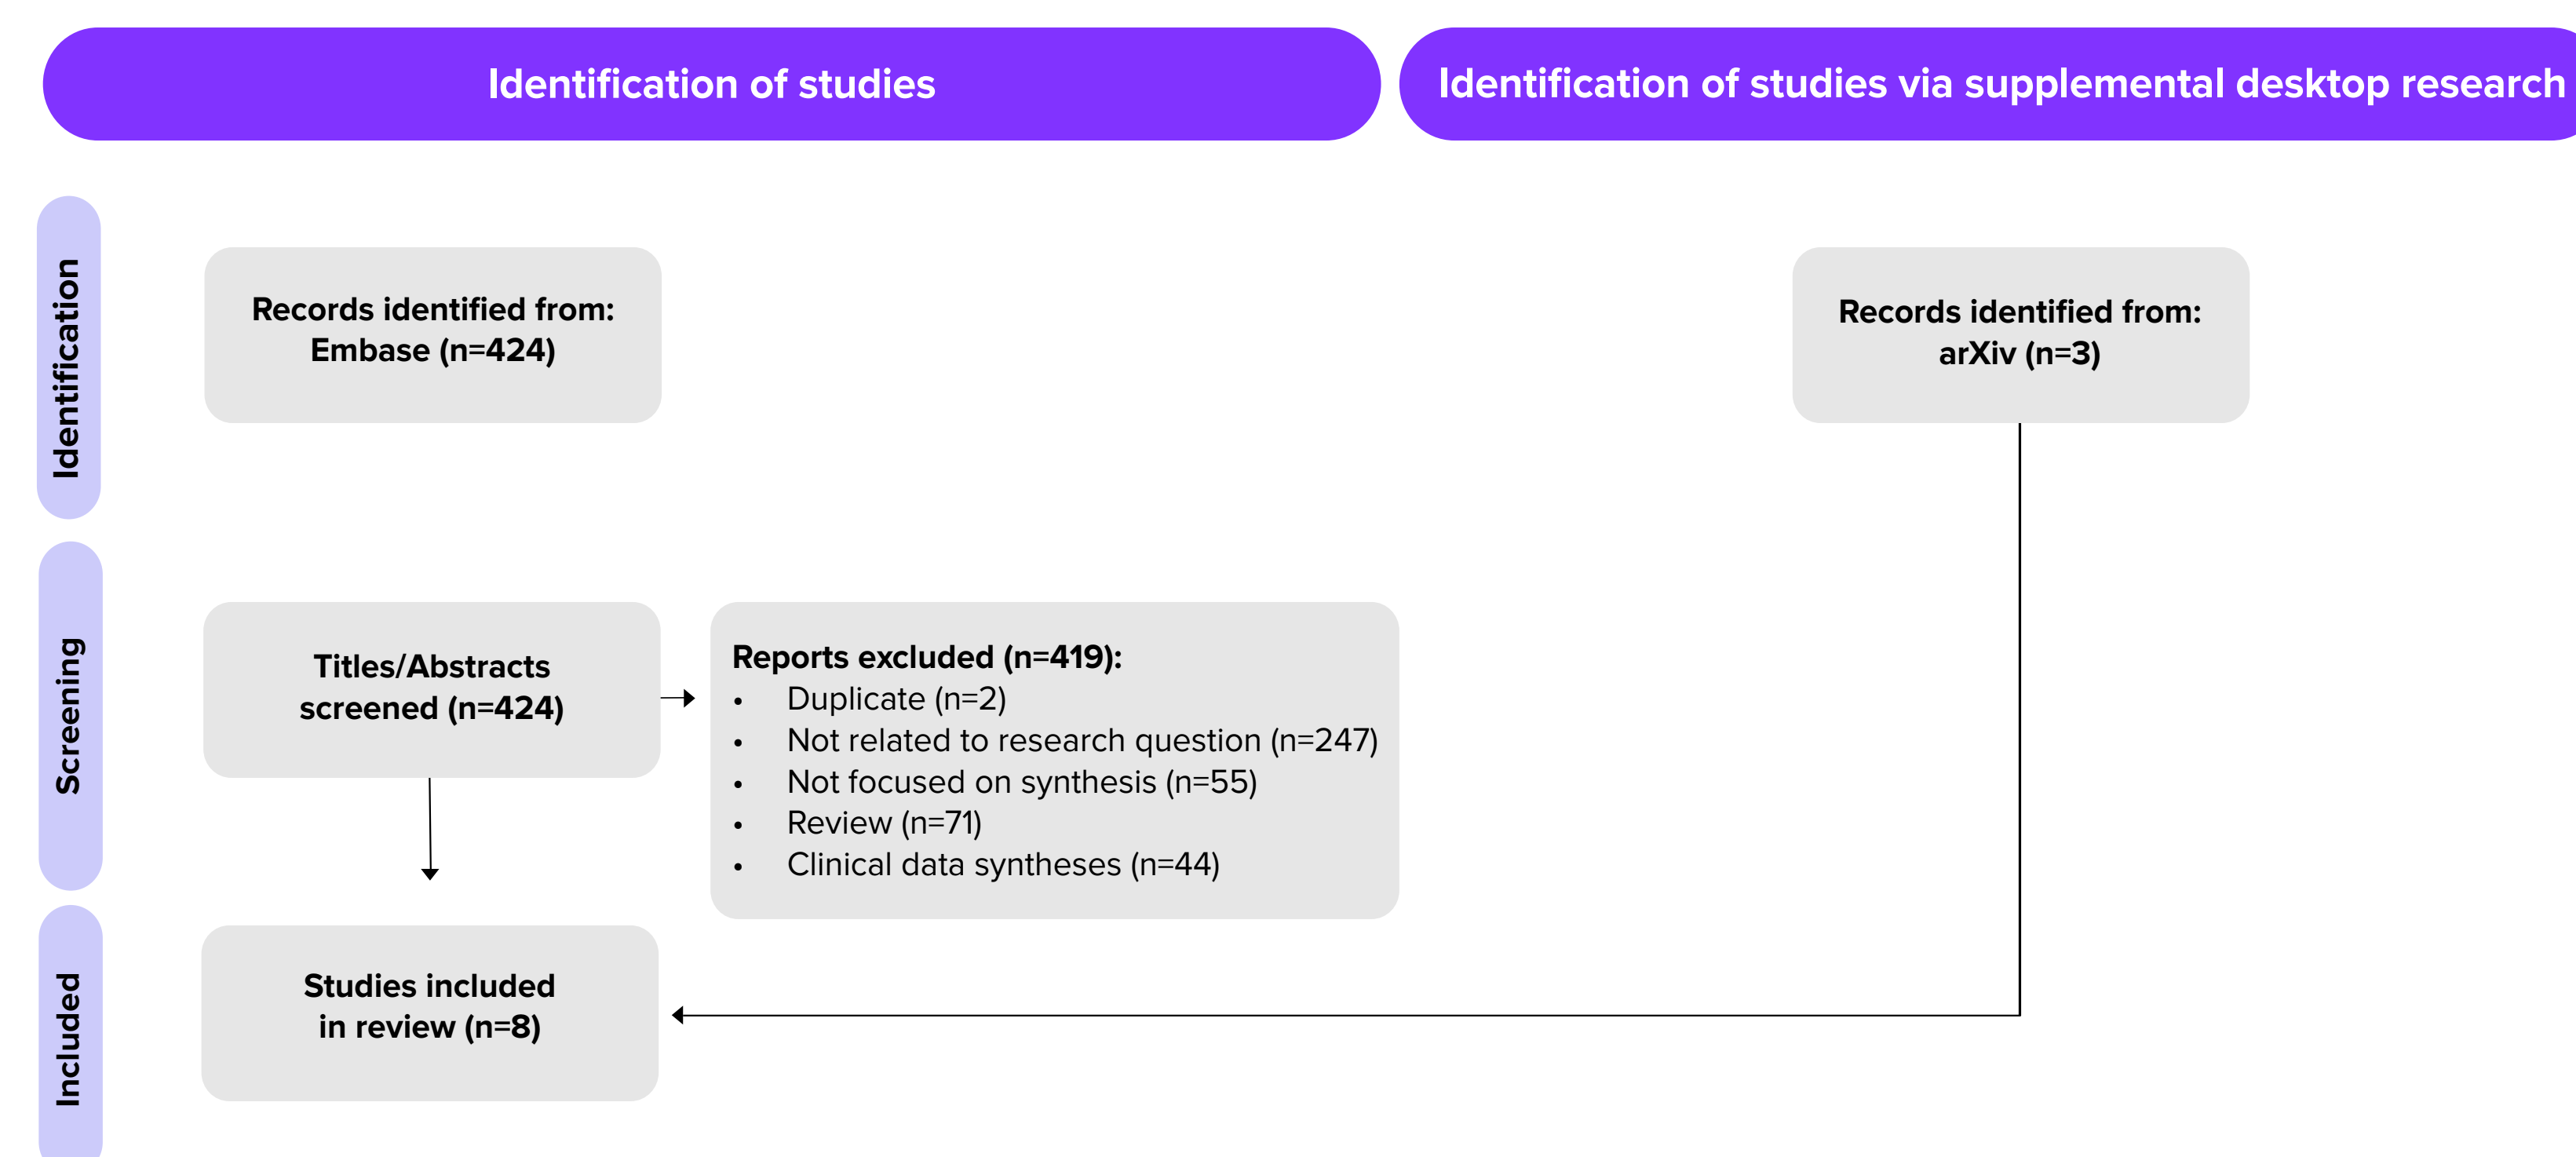 Identification of studies
Identification of studies via supplemental desktop research
Identification
Records identified from:
Embase (n=424)
Records identified from:
arXiv (n=3)
Screening
Titles/Abstracts
screened (n=424)
Reports excluded (n=419):
• Duplicate (n=2)
• Not related to research question (n=247)
• Not focused on synthesis (n=55)
• Review (n=71)
• Clinical data syntheses (n=44)
Included
Studies included
in review (n=8)